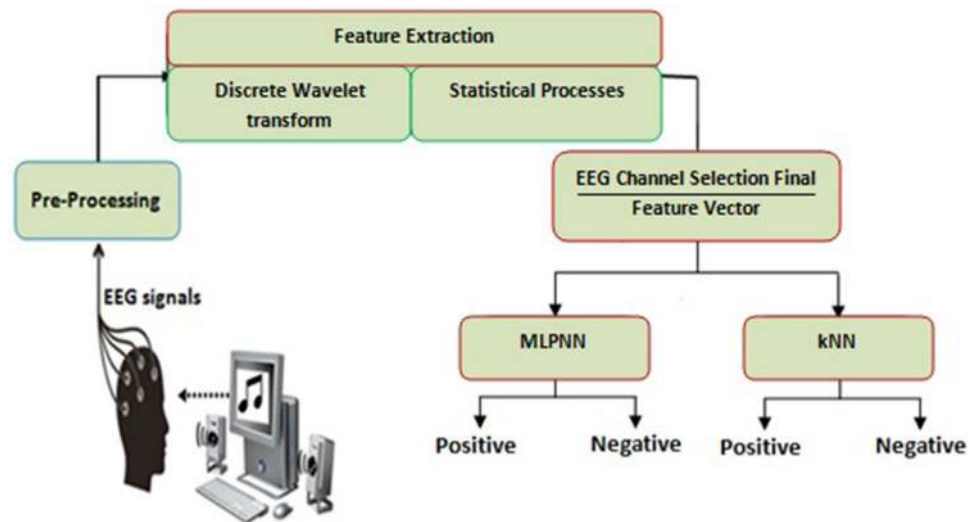 Feature Extraction
Discrete Wavelet
transform
Statistical Processes
EEG Channel Selection Final
Feature Vector
Pre-Processing
EEG signals
MLPNN
kNN
Positive
Negative
Positive
Negative